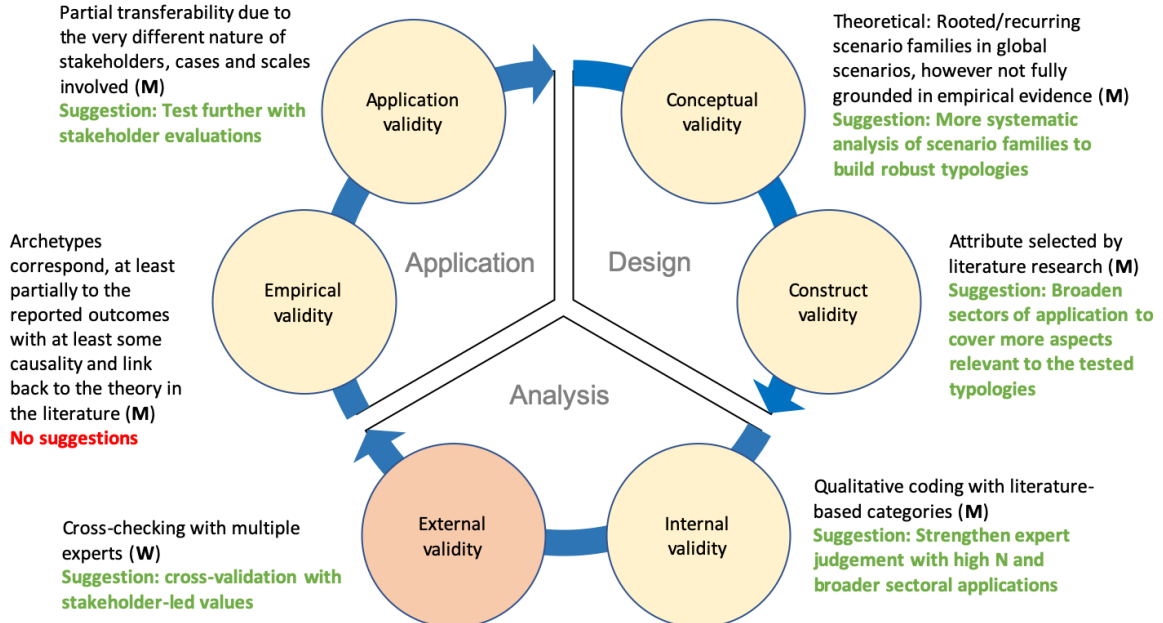 Partial transferability due to
the very different nature of
stakeholders, cases and scales
involved (M)
Suggestion: Test further with
stakeholder evaluations
Application
validity
Conceptual
validity
Theoretical: Rooted/recurring
scenario families in global
scenarios, however not fully
grounded in empirical evidence (M)
Suggestion: More systematic
analysis of scenario families to
build robust typologies
Archetypes
correspond, at least
partially to the
reported outcomes
with at least some
causality and link
back to the theory in
the literature (M)
No suggestions
Empirical
validity
Application
Design
Construct
validity
Attribute selected by
literature research (M)
Suggestion: Broaden
sectors of application to
cover more aspects
relevant to the tested
typologies
Analysis
Cross-checking with multiple
experts (W)
Suggestion: cross-validation with
stakeholder-led values
External
validity
Internal
validity
Qualitative coding with literature-
based categories (M)
Suggestion: Strengthen expert
judgement with high N and
broader sectoral applications